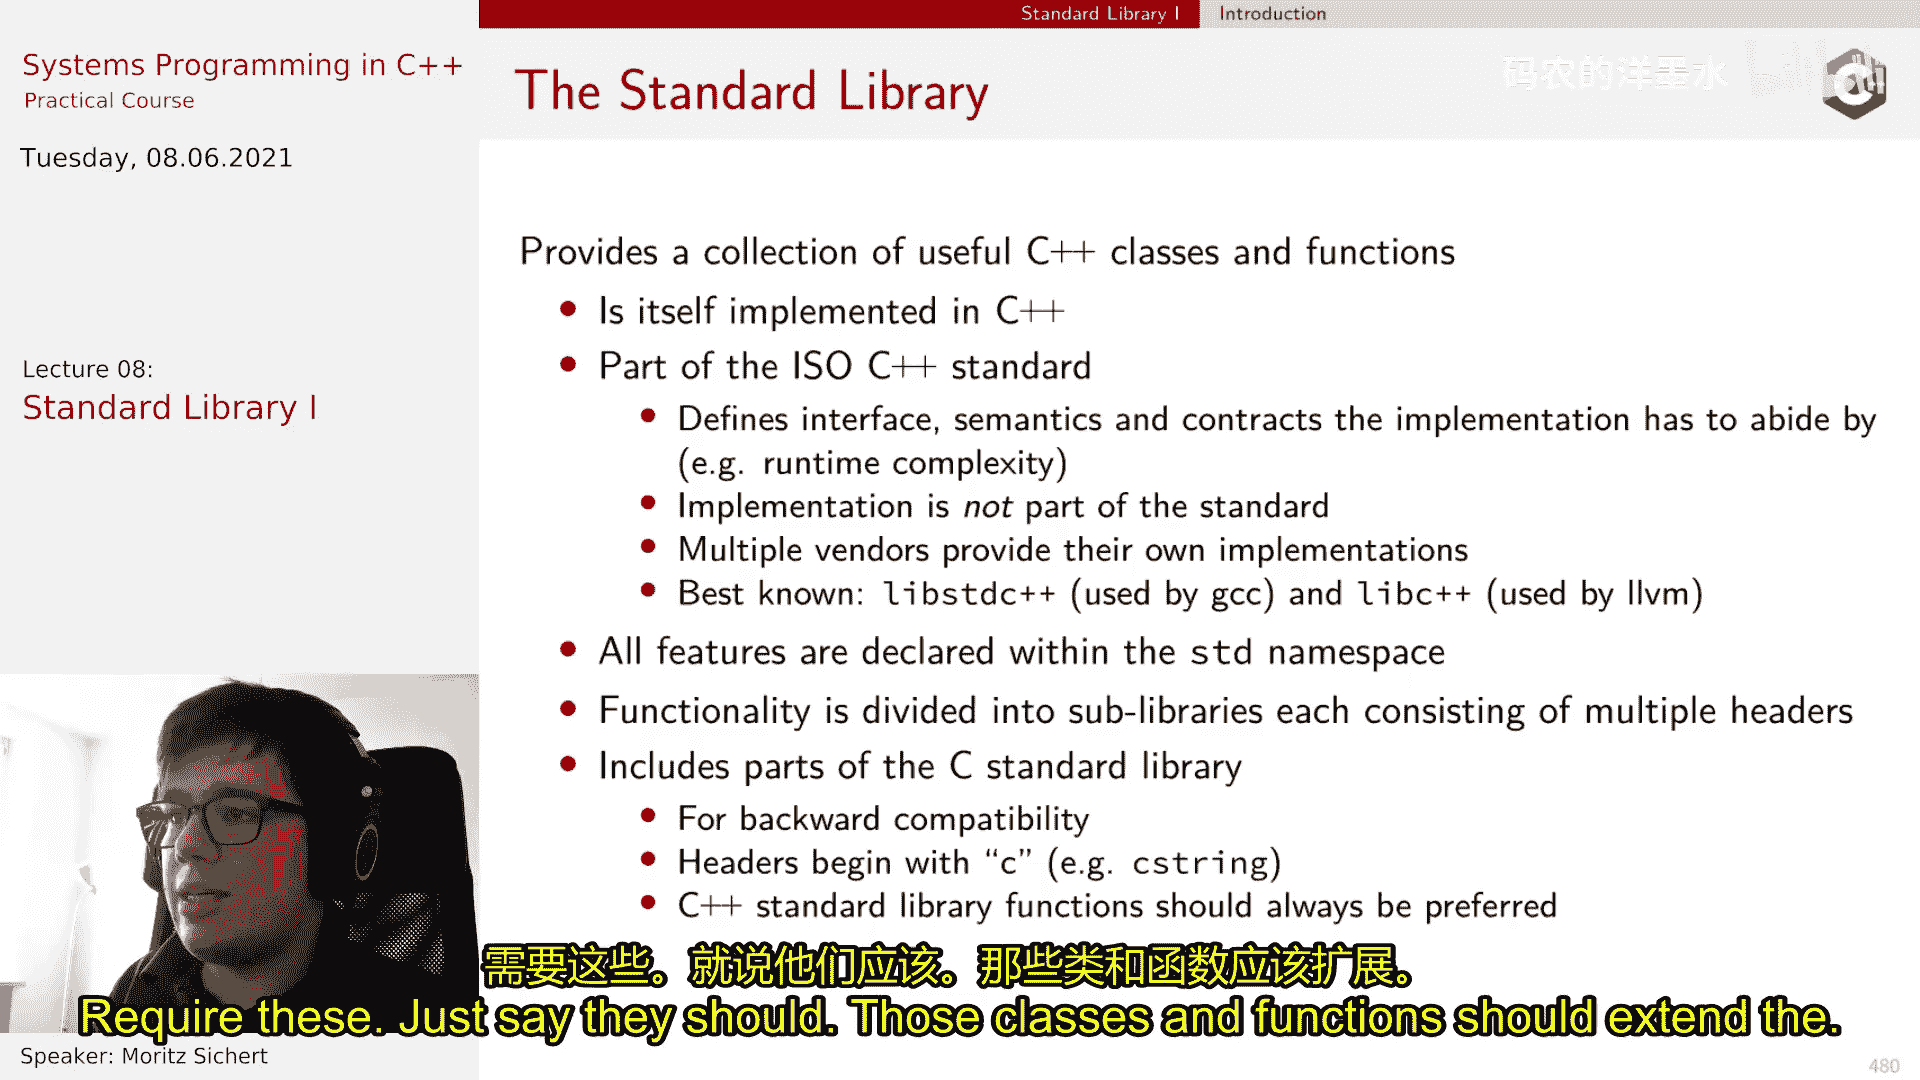 Standard Library I
Introduction
Systems Programming in C++
Practical Course
Tuesday, 08.06.2021
Lecture 08:
Standard Library I
The Standard Library
码农的洋墨水
Provides a collection of useful C++ classes and functions
Is itself implemented in C++
Part of the ISO C++ standard
Defines interface, semantics and contracts the implementation has to abide by
(e.g. runtime complexity)
Implementation is not part of the standard
Multiple vendors provide their own implementations
Best known: libstdc++ (used by gcc) and libc++ (used by llvm)
All features are declared within the std namespace
Functionality is divided into sub-libraries each consisting of multiple headers
Includes parts of the C standard library
For backward compatibility
Headers begin with “c” (e.g. cstring)
C++ standard library functions should always be preferred
需要这些。就说他们应该。那些类和函数应该扩展。
Require these. Just say they should. Those classes and functions should extend the.
Speaker: Moritz Sichert
480